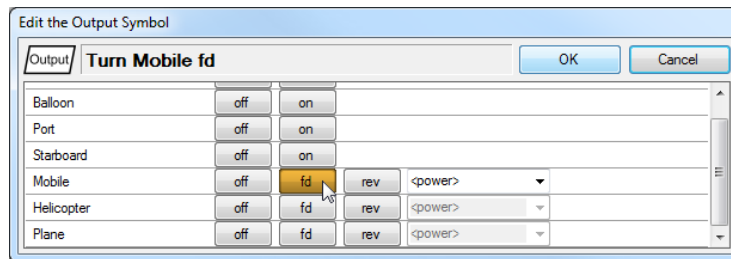 Edit the Output Symbol
Output Turn Mobile fd OK Cancel
Balloon off on
Port off on
Starboard off on
Mobile off fd rev <power>
Helicopter off fd rev <power>
Plane off fd rev <power>